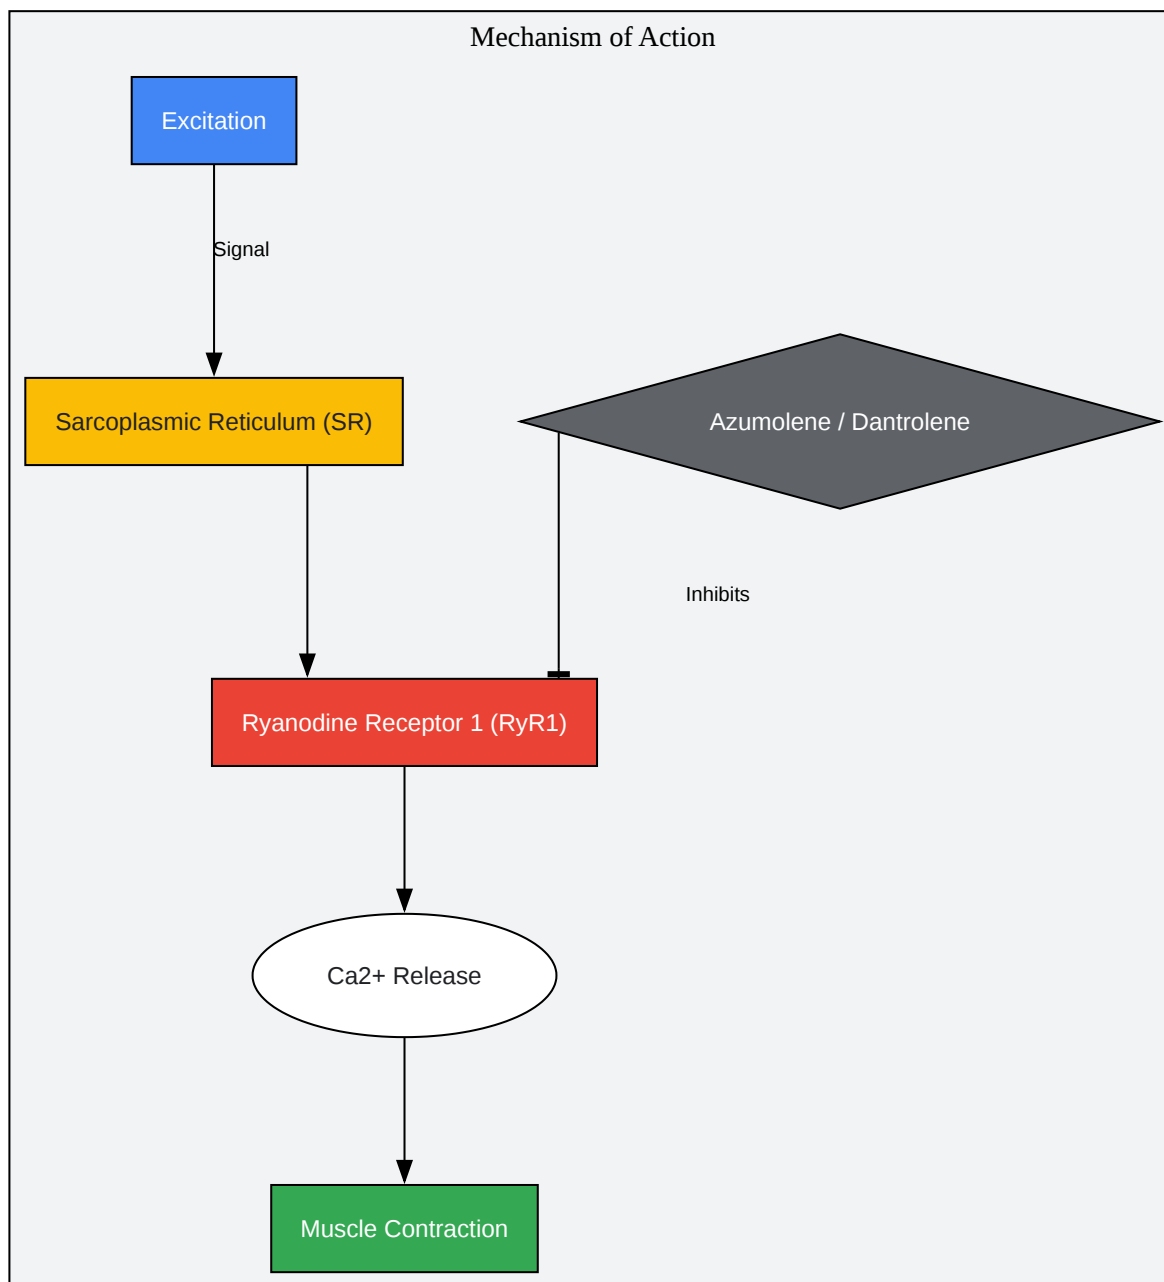 Mechanism of Action
Excitation
Signal
Sarcoplasmic Reticulum (SR)
Azumolene / Dantrolene
Inhibits
Ryanodine Receptor 1 (RyR1)
Ca2+ Release
Muscle Contraction